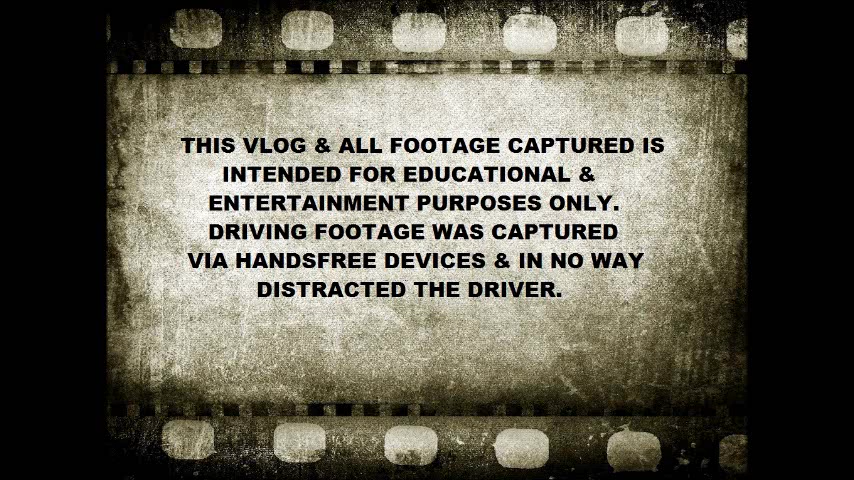 THIS VLOG & ALL FOOTAGE CAPTURED IS
INTENDED FOR EDUCATIONAL &
ENTERTAINMENT PURPOSES ONLY.
DRIVING FOOTAGE WAS CAPTURED
VIA HANDSFREE DEVICES & IN NO WAY
DISTRACTED THE DRIVER.